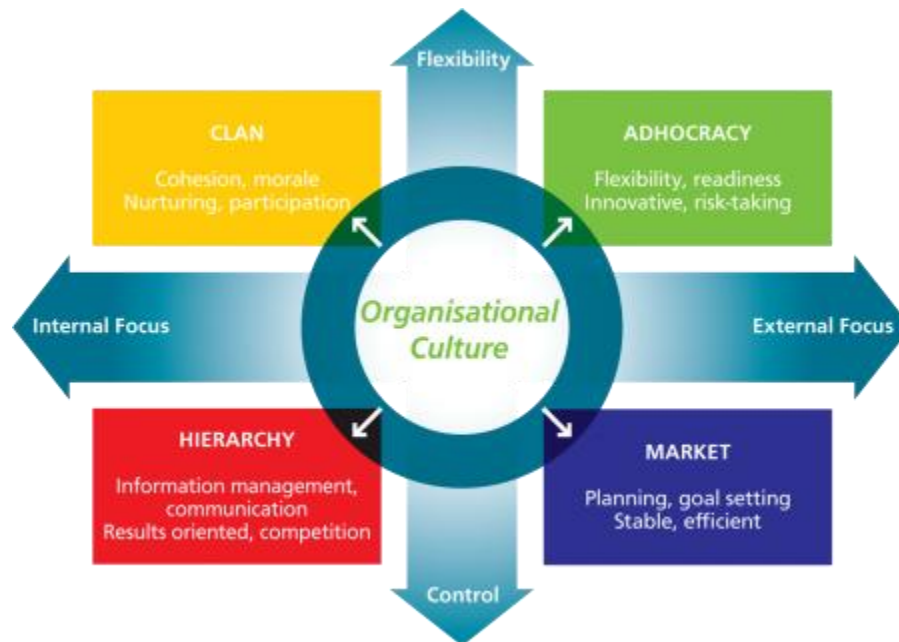 Flexibility
CLAN
Cohesion, morale
Nurturing, participation
ADHOCRACY
Flexibility, readiness
Innovative, risk-taking
Internal Focus
Organisational
Culture
External Focus
HIERARCHY
Information management,
communication
Results oriented, competition
MARKET
Planning, goal setting
Stable, efficient
Control